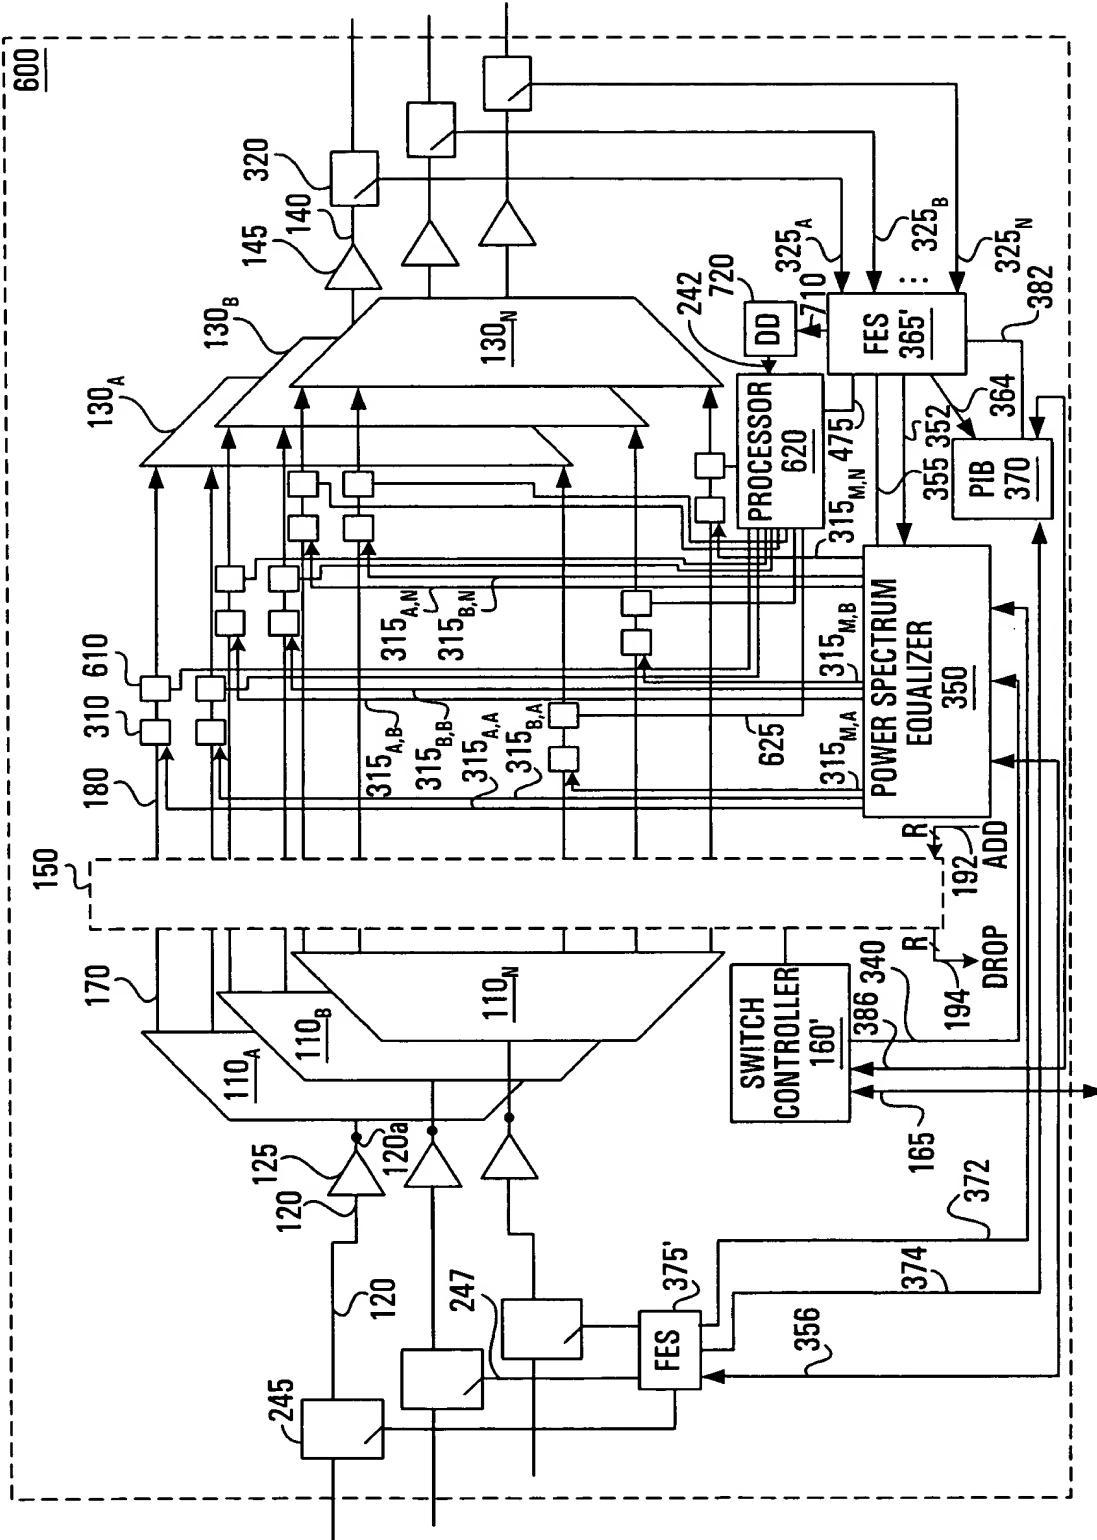 600
320
140
145
130B
130A
130N
325A
325B
325N
242
720
DD
710
FES
365'
382
PROCESSOR
620
475
352
364
355
PIB
370
315M,N
315A,N
315B,N
610
310
180
315A,B
315B,B
315A,A
315B,A
625
315M,B
315M,A
POWER SPECTRUM
EQUALIZER
350
150
R
192
ADD
R
194
DROP
170
110A
110B
110N
SWITCH
CONTROLLER
160'
340
386
165
125
120a
120
120
247
245
FES
375'
372
374
356